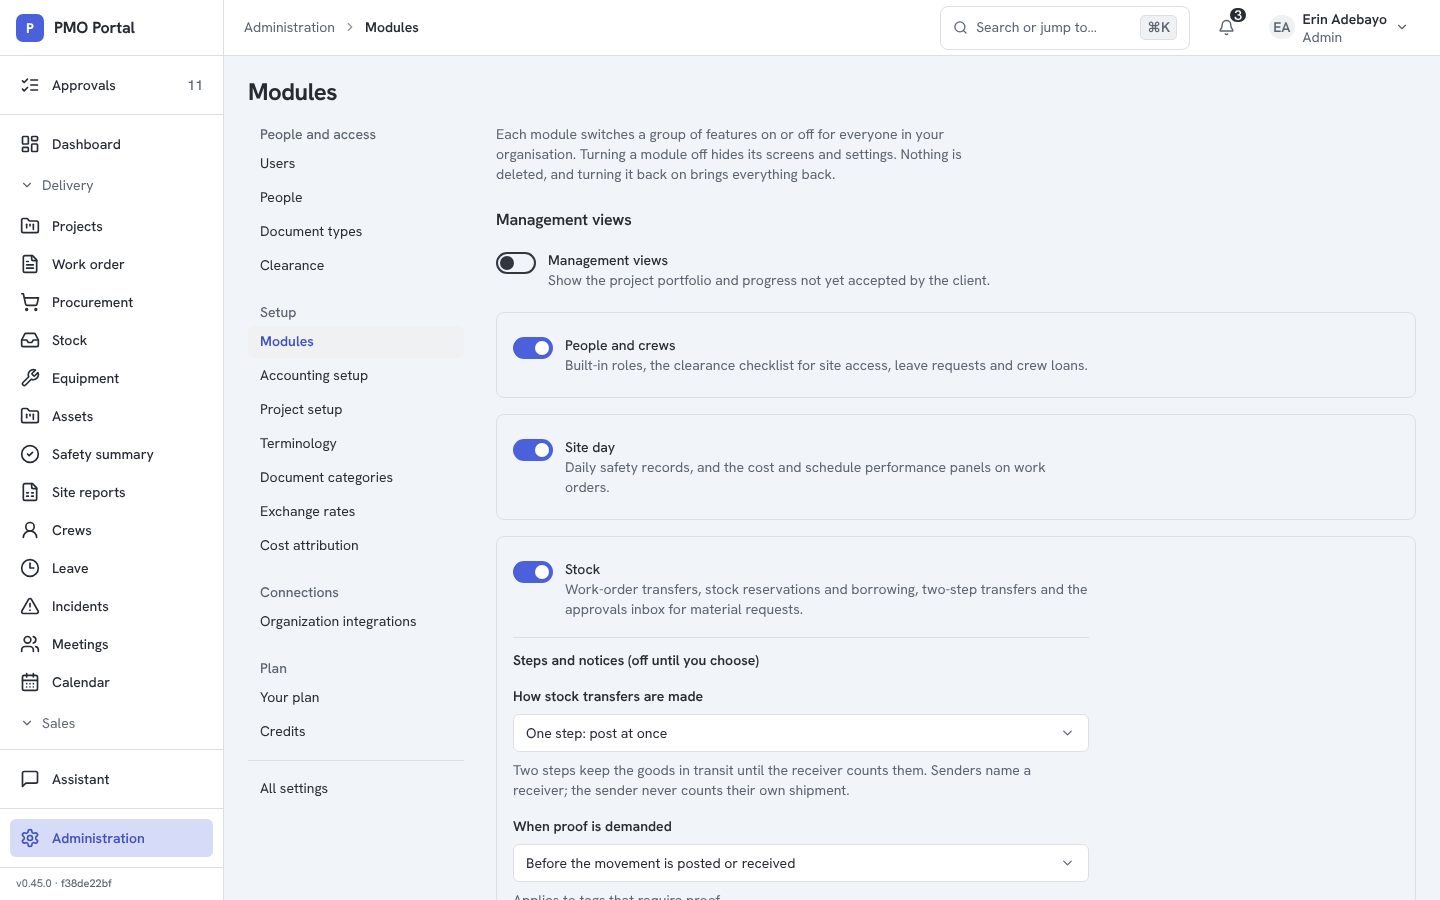 P PMO Portal
Administration > Modules
Search or jump to...
⌘K
3
EA
Erin Adebayo
Admin
Approvals 11
Dashboard
Delivery
Projects
Work order
Procurement
Stock
Equipment
Assets
Safety summary
Site reports
Crews
Leave
Incidents
Meetings
Calendar
Sales
Assistant
Administration
v0.45.0 · f38de22bf
Modules
People and access
Users
People
Document types
Clearance
Setup
Modules
Accounting setup
Project setup
Terminology
Document categories
Exchange rates
Cost attribution
Connections
Organization integrations
Plan
Your plan
Credits
All settings
Each module switches a group of features on or off for everyone in your
organisation. Turning a module off hides its screens and settings. Nothing is
deleted, and turning it back on brings everything back.
Management views
Management views
Show the project portfolio and progress not yet accepted by the client.
People and crews
Built-in roles, the clearance checklist for site access, leave requests and crew loans.
Site day
Daily safety records, and the cost and schedule performance panels on work
orders.
Stock
Work-order transfers, stock reservations and borrowing, two-step transfers and the
approvals inbox for material requests.
Steps and notices (off until you choose)
How stock transfers are made
One step: post at once
Two steps keep the goods in transit until the receiver counts them. Senders name a
receiver; the sender never counts their own shipment.
When proof is demanded
Before the movement is posted or received
Applies to tags that require proof.